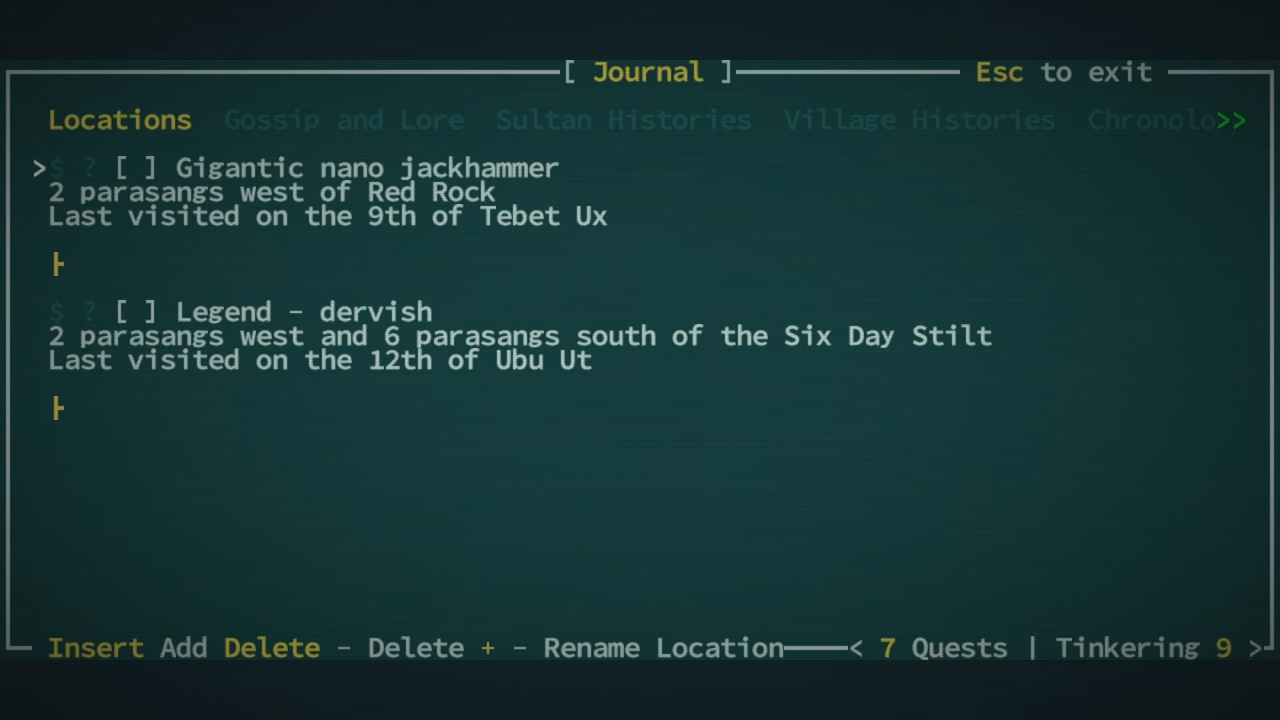 [ Journal ] Esc to exit
Locations Gossip and Lore Sultan Histories Village Histories Chronolo>>
>$ ? [ ] Gigantic nano jackhammer
2 parasangs west of Red Rock
Last visited on the 9th of Tebet Ux
$ ? [ ] Legend - dervish
2 parasangs west and 6 parasangs south of the Six Day Stilt
Last visited on the 12th of Ubu Ut
Insert Add Delete - Delete + - Rename Location < 7 Quests | Tinkering 9 >